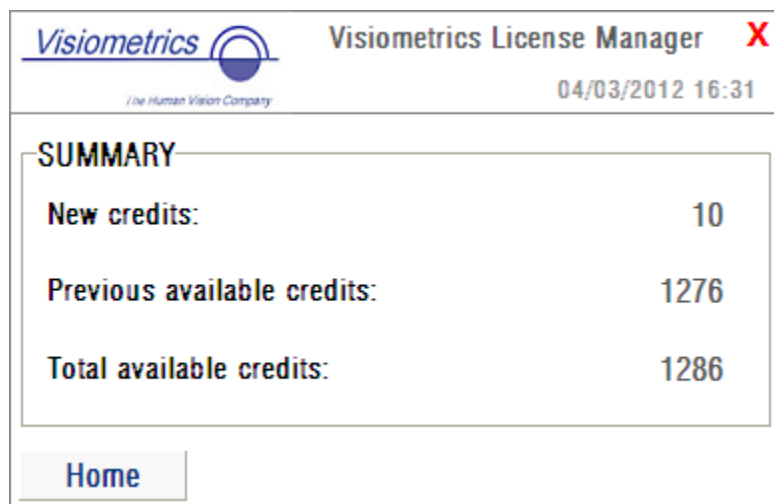 Visiometrics
The Human Vision Company
Visiometrics License Manager X
04/03/2012 16:31
SUMMARY
New credits: 10
Previous available credits: 1276
Total available credits: 1286
Home